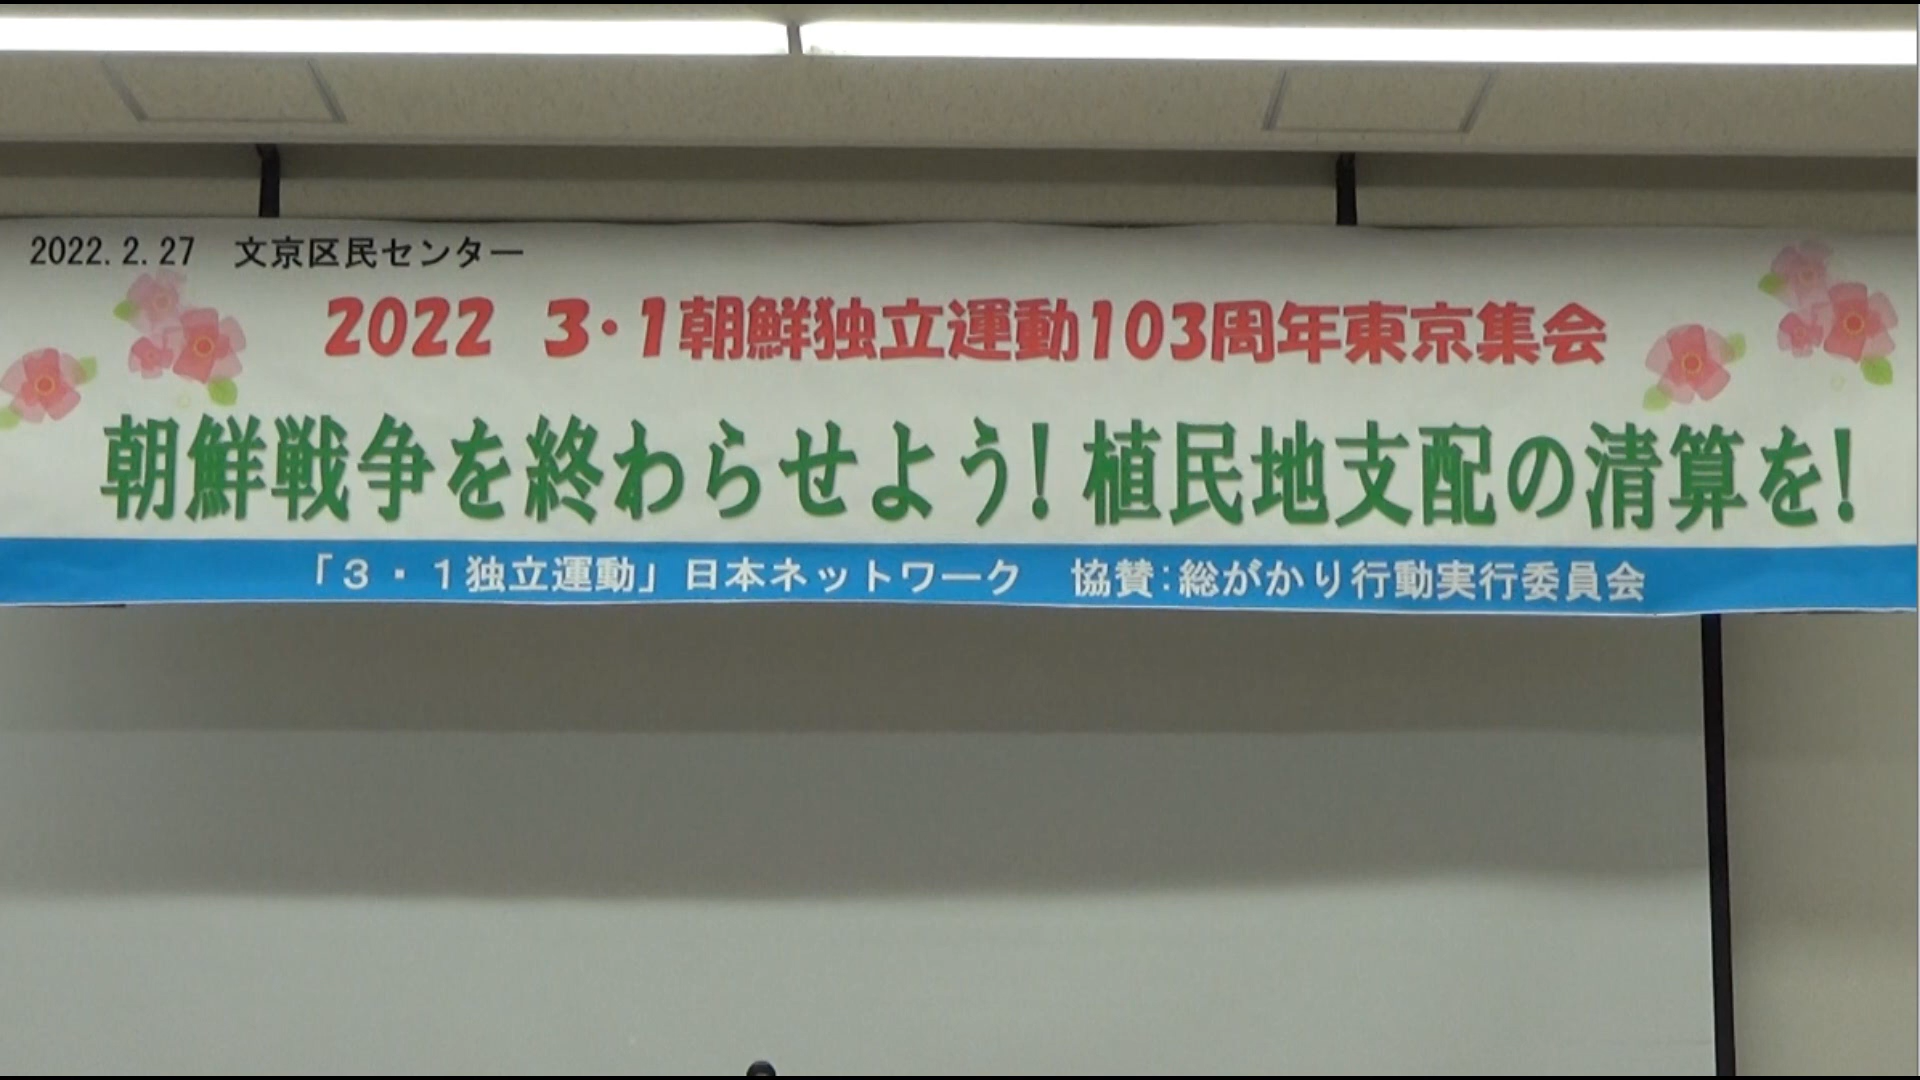 2022.2.27　文京区民センター
2022　3・1朝鮮独立運動103周年東京集会
朝鮮戦争を終わらせよう！植民地支配の清算を！
「３・１独立運動」日本ネットワーク　協賛：総がかり行動実行委員会